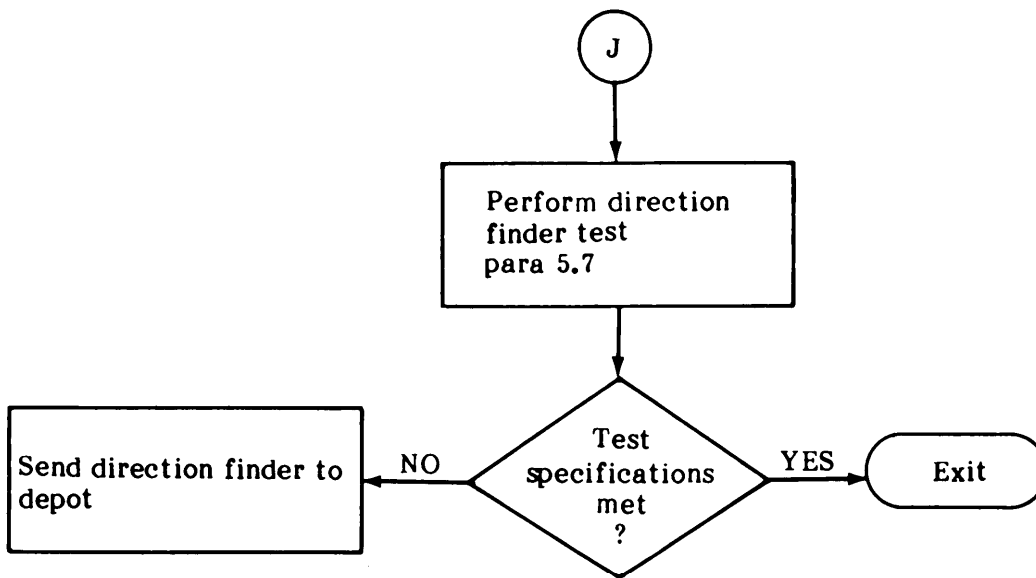 J
Perform direction
finder test
para 5.7
Test
specifications
met
?
NO
YES
Send direction finder to
depot
Exit